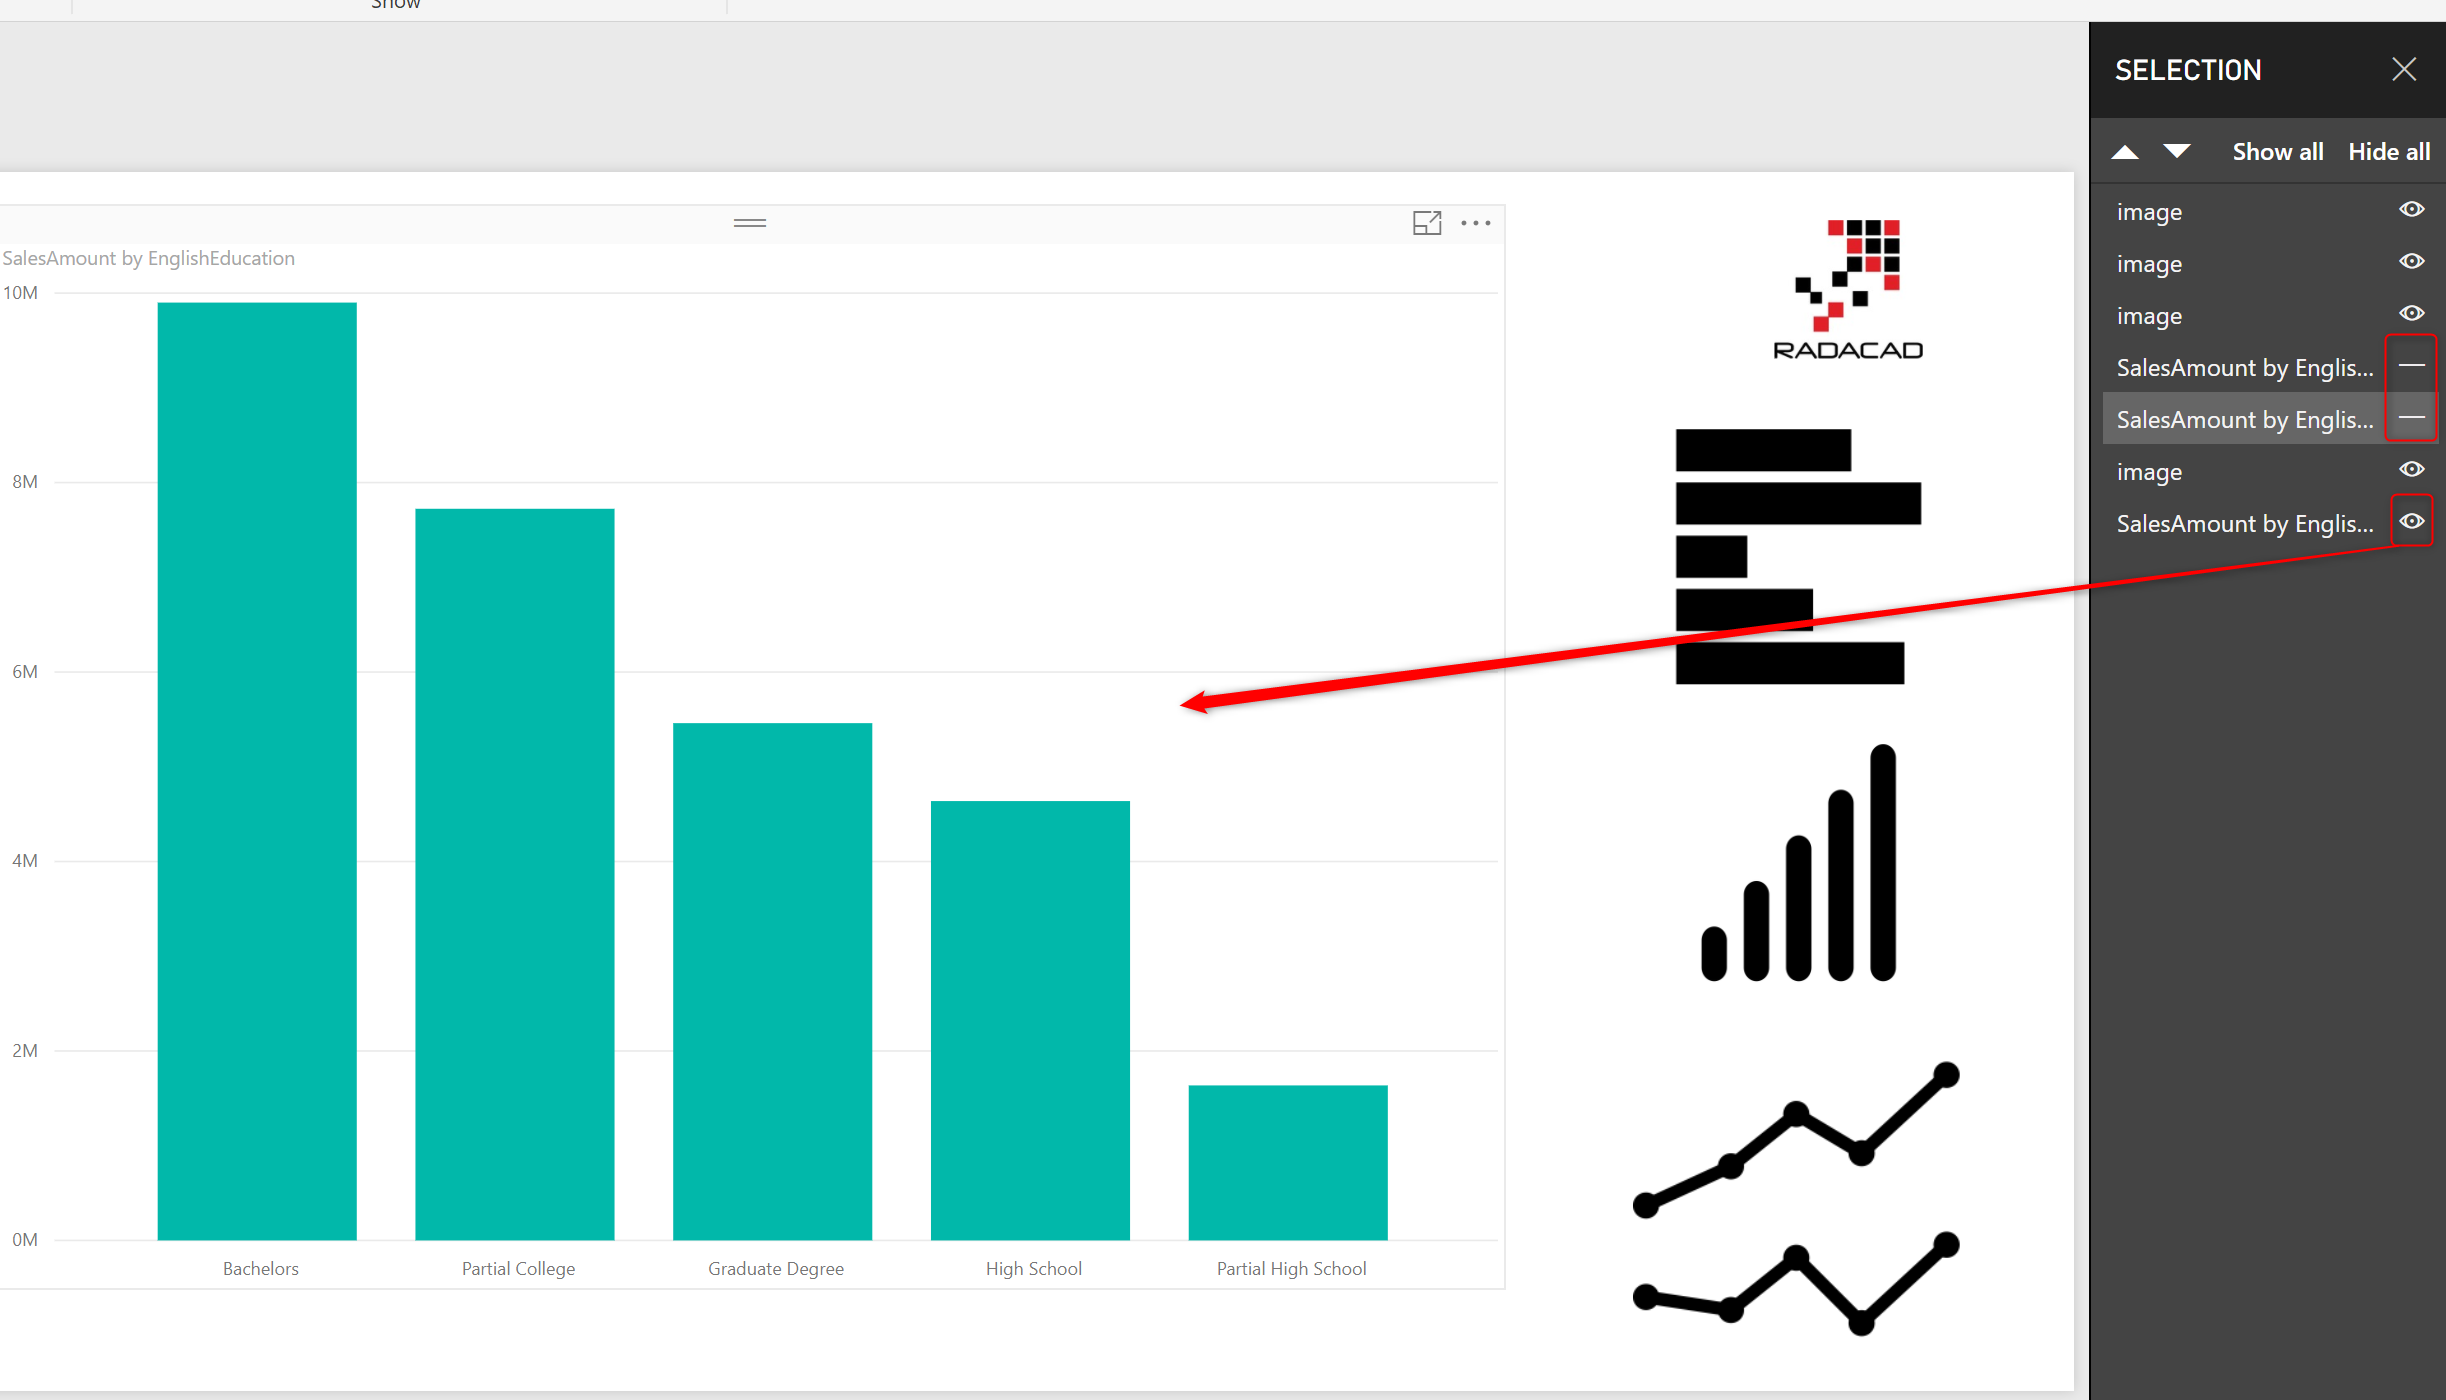 Show
SalesAmount by EnglishEducation
10M
8M
6M
4M
2M
0M
Bachelors
Partial College
Graduate Degree
High School
Partial High School
RADACAD
SELECTION
Show all
Hide all
image
image
image
SalesAmount by Englis...
SalesAmount by Englis...
image
SalesAmount by Englis...